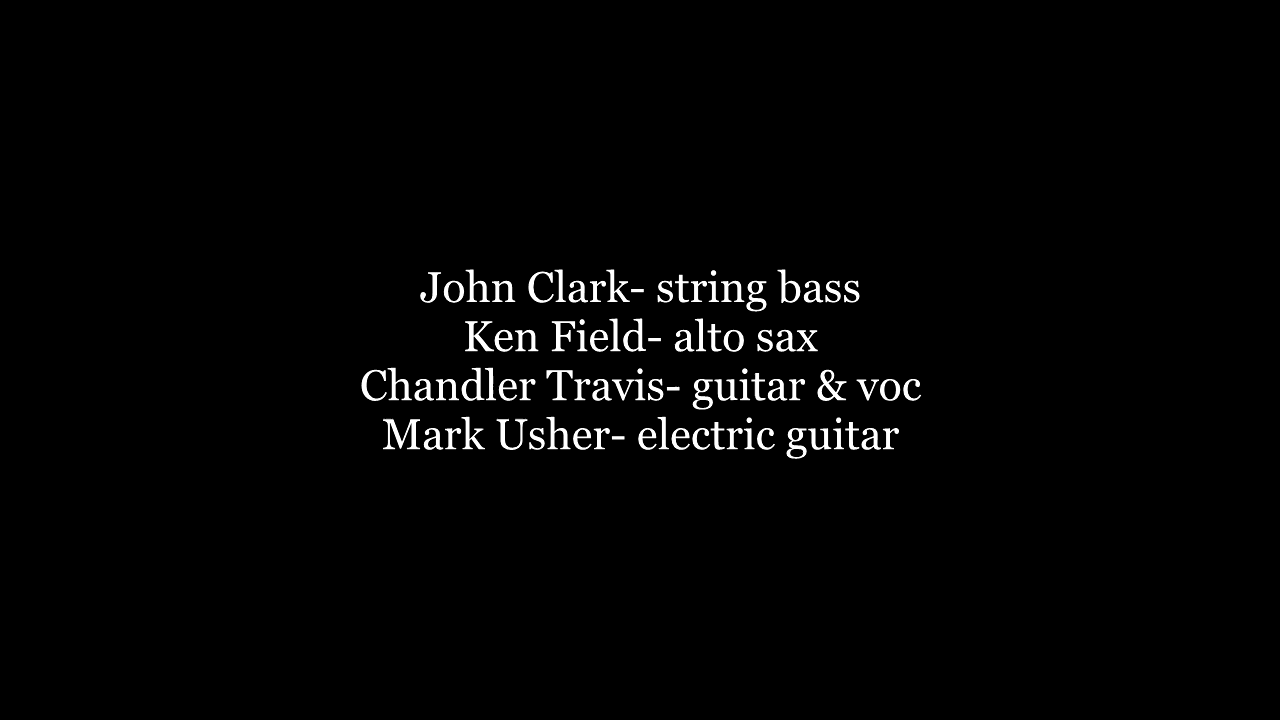 John Clark- string bass
Ken Field- alto sax
Chandler Travis- guitar & voc
Mark Usher- electric guitar